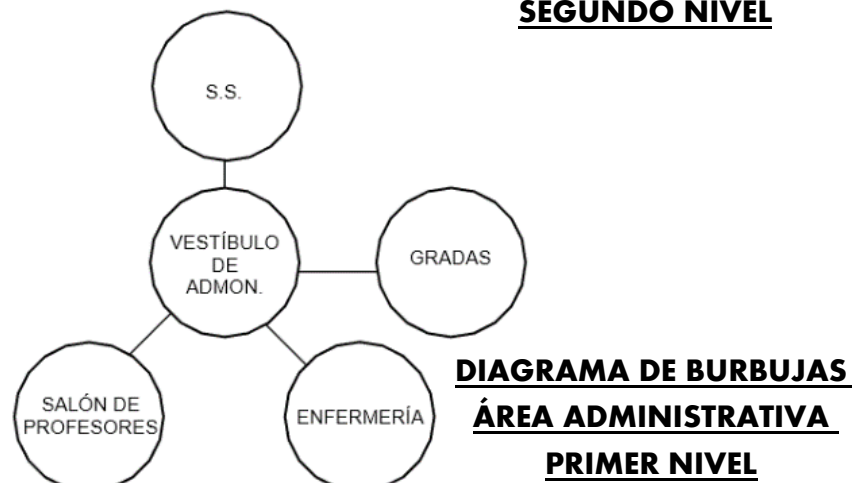 SEGUNDO NIVEL
S.S.
VESTÍBULO
DE
ADMON.
GRADAS
SALÓN DE
PROFESORES
ENFERMERÍA
DIAGRAMA DE BURBUJAS
ÁREA ADMINISTRATIVA
PRIMER NIVEL